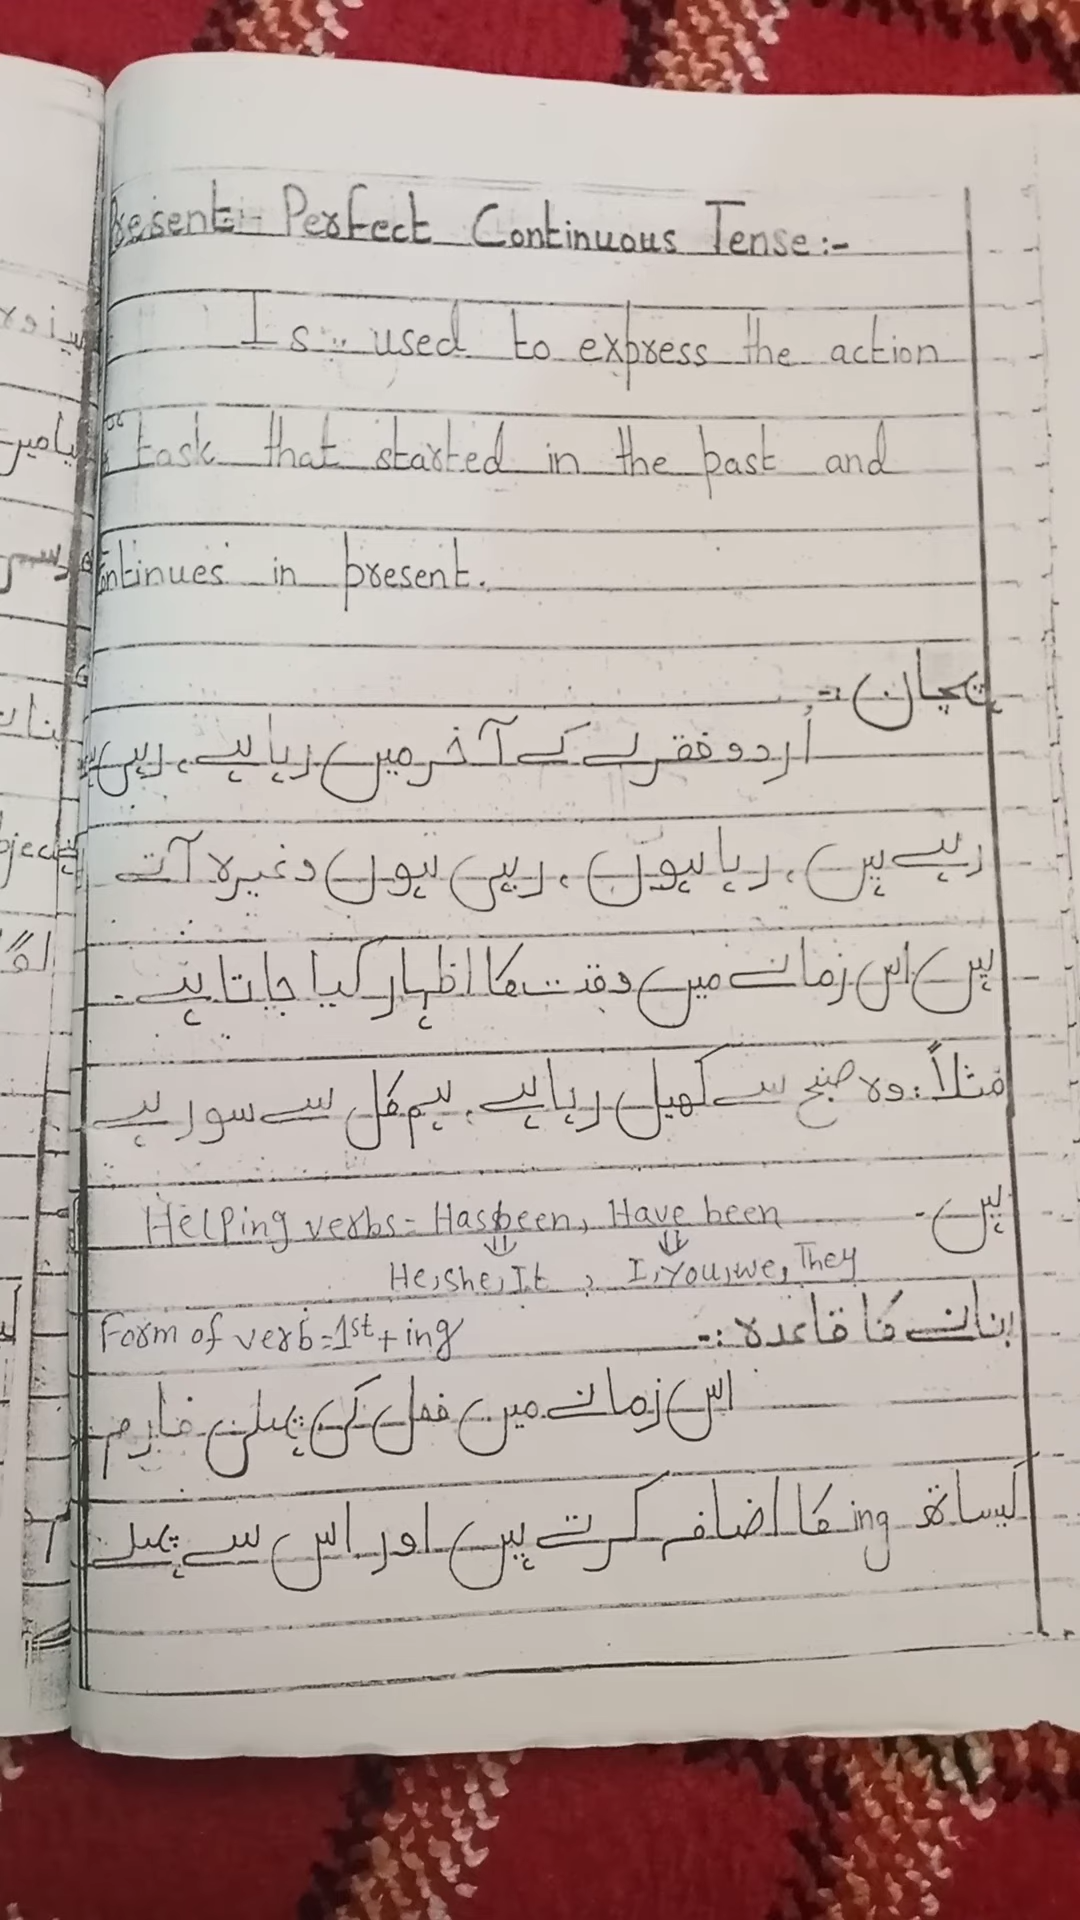 Present:- Perfect Continuous Tense:-
Is used to express the action
or task that started in the past and
continues in present.
پہچان :-
اُردو فقرے کے آخر میں رہا ہے، رہی ہے
رہے ہیں، رہا ہوں، رہی ہوں وغیرہ آتے
ہیں اس زمانے میں وقت کا اظہار کیا جاتا ہے۔
مثلاً: وہ صبح سے کھیل رہا ہے۔ ہم کل سے سو رہے
ہیں۔
Helping verbs = Has been, Have been
⇓ ⇓
He, she, It , I, You, we, They
بنانے کا قاعدہ :-
Form of verb = 1st + ing
اس زمانے میں فعل کی پہلی فارم
کیساتھ ing کا اضافہ کرتے ہیں اور اس سے پہلے